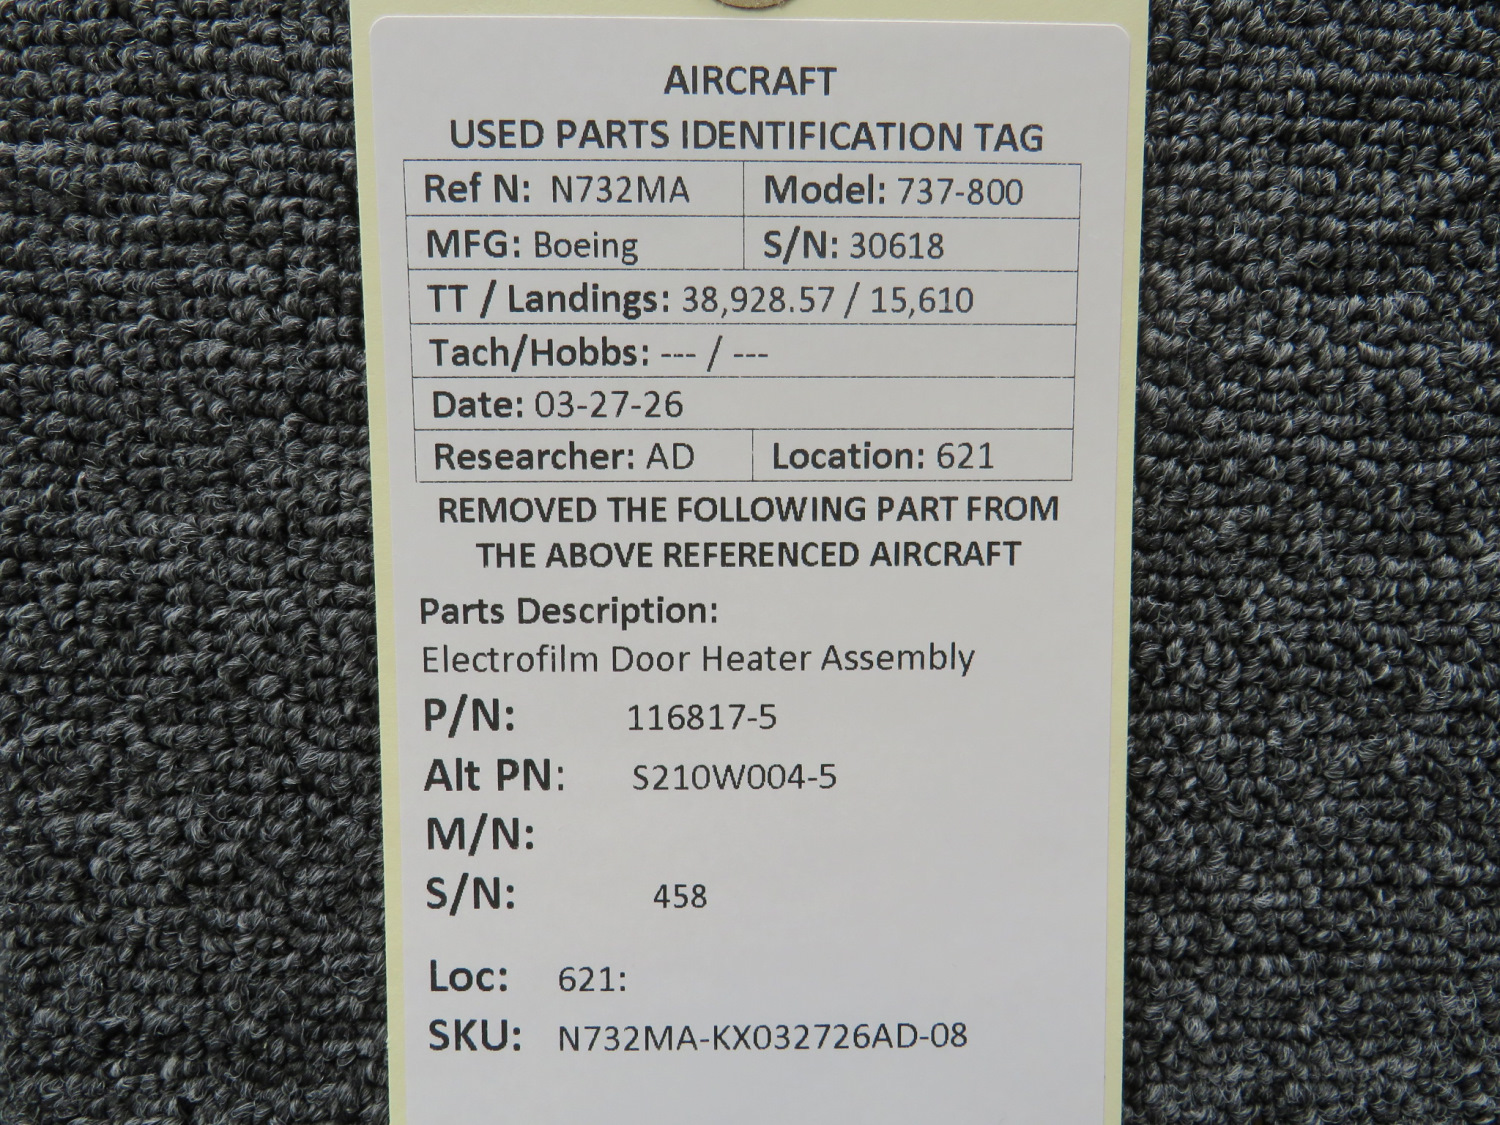 AIRCRAFT
USED PARTS IDENTIFICATION TAG
Ref N: N732MA Model: 737-800
MFG: Boeing S/N: 30618
TT / Landings: 38,928.57 / 15,610
Tach/Hobbs: --- / ---
Date: 03-27-26
Researcher: AD Location: 621
REMOVED THE FOLLOWING PART FROM
THE ABOVE REFERENCED AIRCRAFT
Parts Description:
Electrofilm Door Heater Assembly
P/N: 116817-5
Alt PN: S210W004-5
M/N:
S/N: 458
Loc: 621:
SKU: N732MA-KX032726AD-08